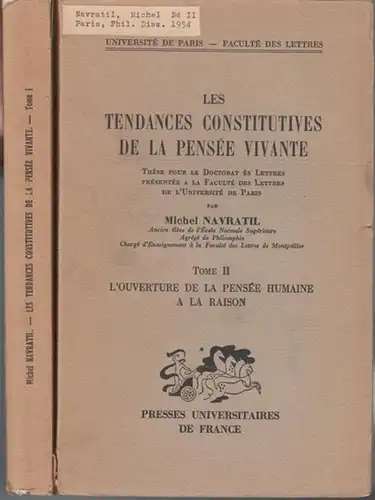 Navratil, Michel Bd II
Paris, Phil. Diss. 1954
UNIVERSITÉ DE PARIS — FACULTÉ DES LETTRES
LES
TENDANCES CONSTITUTIVES
DE LA PENSÉE VIVANTE
THÈSE POUR LE DOCTORAT ÈS LETTRES
PRÉSENTÉE A LA FACULTÉ DES LETTRES
DE L'UNIVERSITÉ DE PARIS
PAR
Michel NAVRATIL
Ancien élève de l'École Normale Supérieure
Agrégé de Philosophie
Chargé d'Enseignement à la Faculté des Lettres de Montpellier
TOME II
L'OUVERTURE DE LA PENSÉE HUMAINE
A LA RAISON
PRESSES UNIVERSITAIRES
DE FRANCE
Michel NAVRATIL. — LES TENDANCES CONSTITUTIVES DE LA PENSÉE VIVANTE. — Tome I